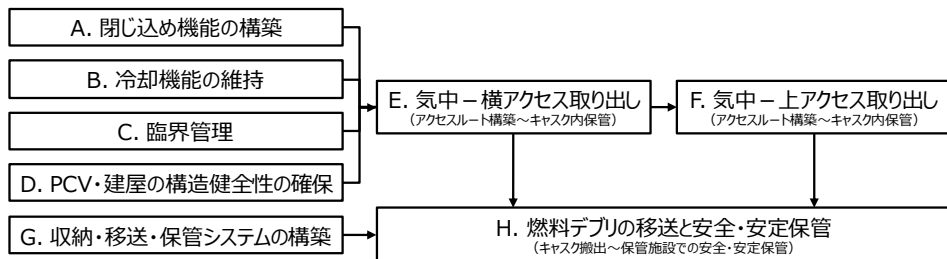 A. 閉じ込め機能の構築
B. 冷却機能の維持
C. 臨界管理
D. PCV・建屋の構造健全性の確保
G. 収納・移送・保管システムの構築
E. 気中－横アクセス取り出し
（アクセスルート構築～キャスク内保管）
F. 気中－上アクセス取り出し
（アクセスルート構築～キャスク内保管）
H. 燃料デブリの移送と安全・安定保管
（キャスク搬出～保管施設での安全・安定保管）